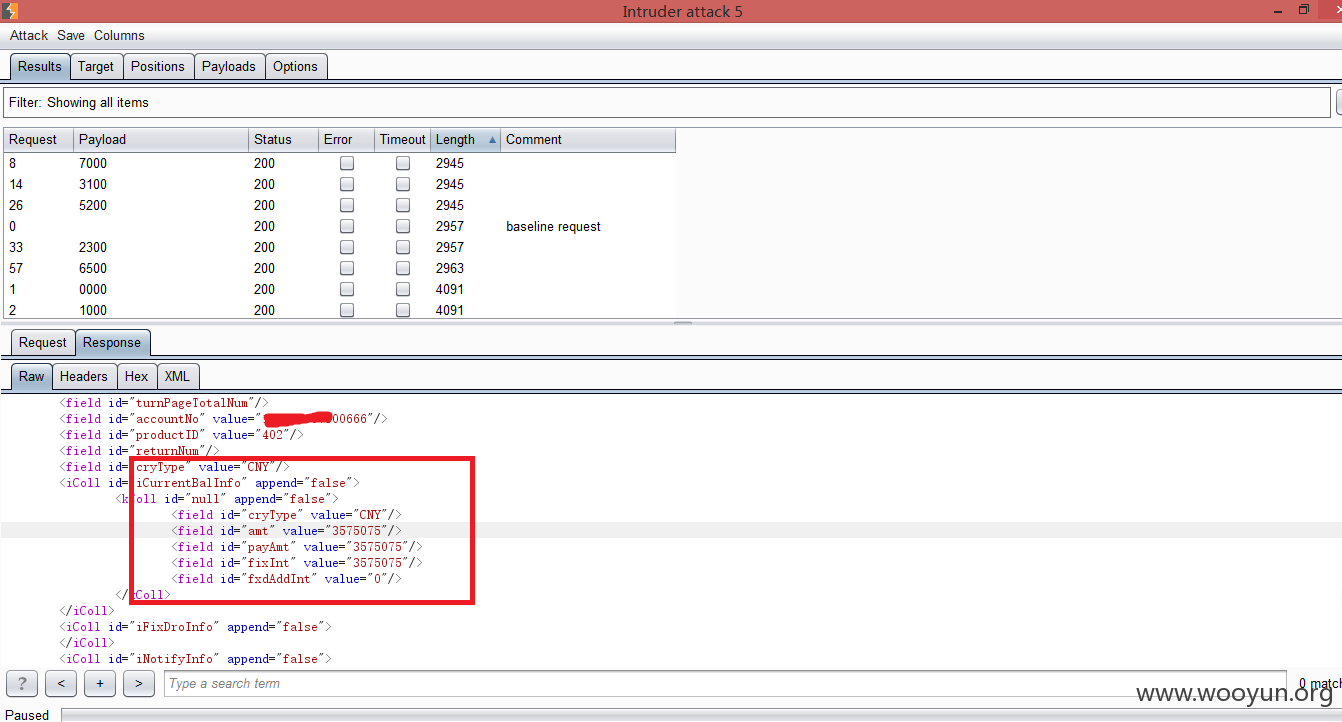 Intruder attack 5
Attack Save Columns
Results Target Positions Payloads Options
Filter: Showing all items
Request Payload Status Error Timeout Length Comment
8 7000 200 2945
14 3100 200 2945
26 5200 200 2945
0 200 2957 baseline request
33 2300 200 2957
57 6500 200 2963
1 0000 200 4091
2 1000 200 4091
Request Response
Raw Headers Hex XML
<field id="turnPageTotalNum"/>
<field id="accountNo" value="00666"/>
<field id="productID" value="402"/>
<field id="returnNum"/>
<field id="cryType" value="CNY"/>
<iColl id="iCurrentBalInfo" append="false">
<kColl id="null" append="false">
<field id="cryType" value="CNY"/>
<field id="amt" value="3575075"/>
<field id="payAmt" value="3575075"/>
<field id="fixInt" value="3575075"/>
<field id="fxdAddInt" value="0"/>
</kColl>
</iColl>
<iColl id="iFixDroInfo" append="false">
</iColl>
<iColl id="iNotifyInfo" append="false">
? < + > Type a search term 0 match
www.wooyun.org
Paused